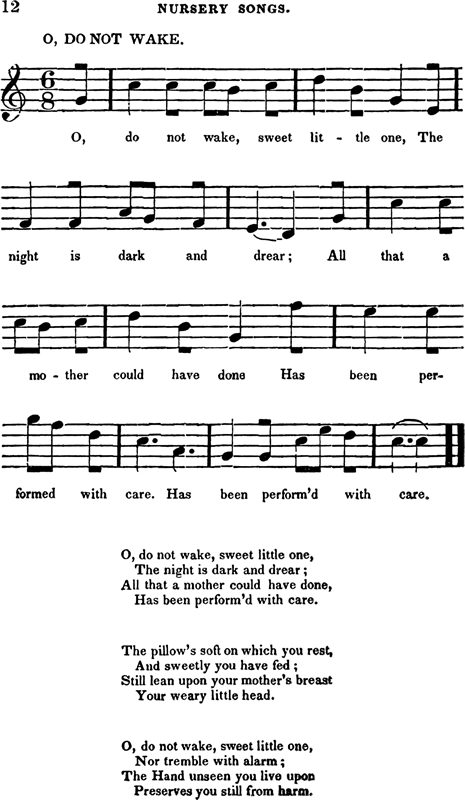 12 NURSERY SONGS.
O, DO NOT WAKE.
6
8
O, do not wake, sweet lit - tle one, The
night is dark and drear; All that a
mo - ther could have done Has been per-
formed with care. Has been perform'd with care.
O, do not wake, sweet little one,
The night is dark and drear;
All that a mother could have done,
Has been perform'd with care.
The pillow's soft on which you rest,
And sweetly you have fed;
Still lean upon your mother's breast
Your weary little head.
O, do not wake, sweet little one,
Nor tremble with alarm;
The Hand unseen you live upon
Preserves you still from harm.